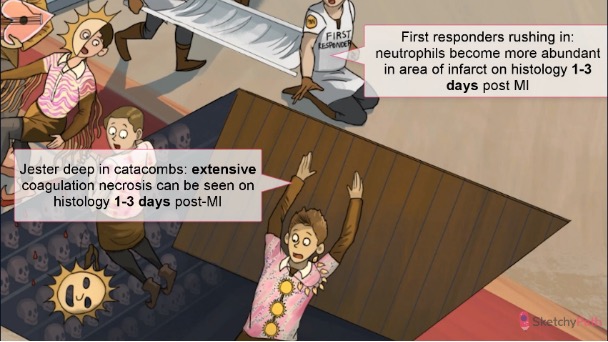 First responders rushing in:
neutrophils become more abundant
in area of infarct on histology 1-3
days post MI
FIRST
RESPONDER
Jester deep in catacombs: extensive
coagulation necrosis can be seen on
histology 1-3 days post-MI
SketchyPath